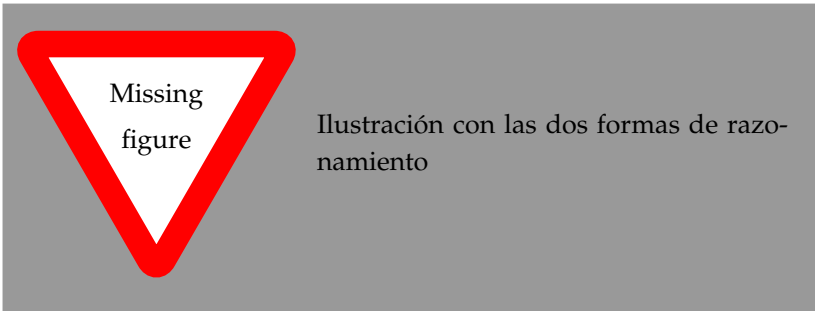 Missing
figure
Ilustración con las dos formas de razo-
namiento